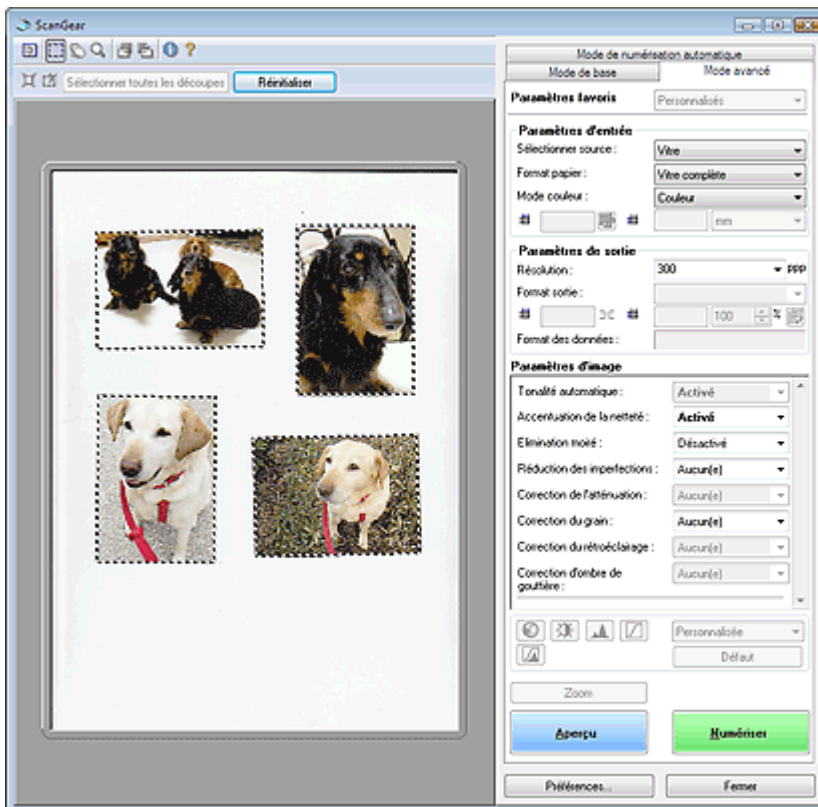 ScanGear
Sélectionner toutes les découpes
Réinitialiser
Mode de numérisation automatique
Mode de base
Mode avancé
Paramètres favoris
Personnalisés
Paramètres d'entrée
Sélectionner source :
Vitre
Format papier :
Vitre complète
Mode couleur :
Couleur
mm
Paramètres de sortie
Résolution :
300
PPP
Format sortie :
100
%
Format des données :
Paramètres d'image
Tonalité automatique :
Activé
Accentuation de la netteté :
Activé
Elimination moiré :
Désactivé
Réduction des imperfections :
Aucun(e)
Correction de l'atténuation :
Aucun(e)
Correction du grain :
Aucun(e)
Correction du rétroéclairage :
Aucun(e)
Correction d'ombre de
gouttière :
Aucun(e)
Personnalisée
Défaut
Zoom
Aperçu
Numériser
Préférences...
Fermer